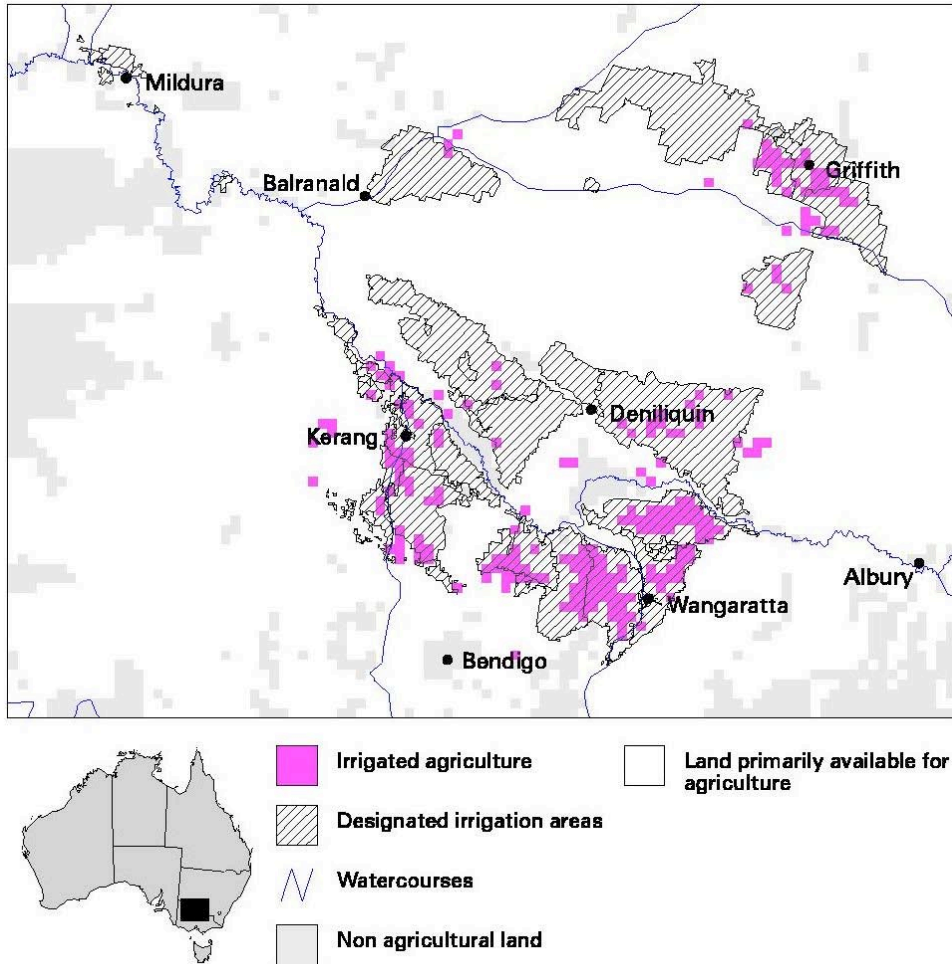 Mildura
Balranald
Griffith
Deniliquin
Kerang
Albury
Wangaratta
Bendigo
Irrigated agriculture
Land primarily available for
agriculture
Designated irrigation areas
Watercourses
Non agricultural land